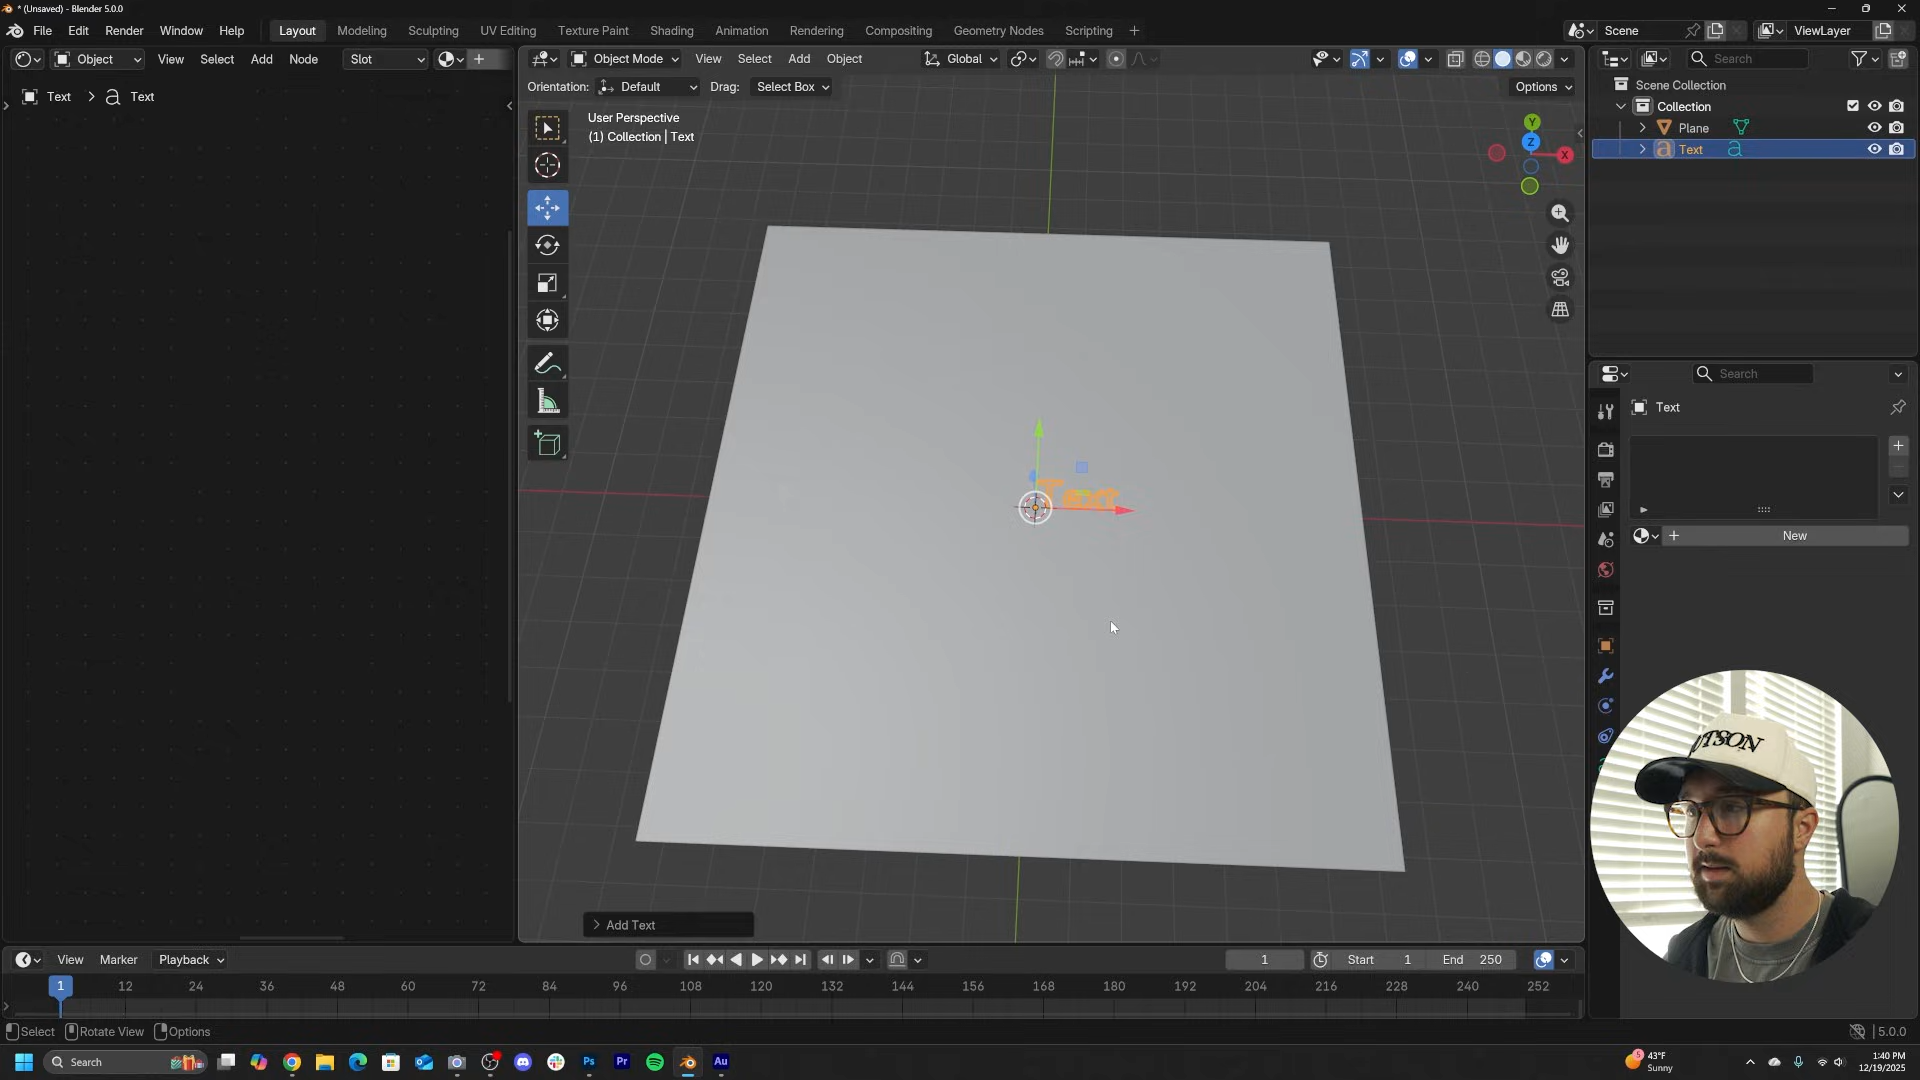 * (Unsaved) - Blender 5.0.0
File Edit Render Window Help Layout Modeling Sculpting UV Editing Texture Paint Shading Animation Rendering Compositing Geometry Nodes Scripting Scene ViewLayer
Object View Select Add Node Slot Object Mode View Select Add Object Global Search
Orientation: Default Drag: Select Box Options
Text > Text
User Perspective
(1) Collection | Text
Scene Collection
Collection
Plane
Text
Y
Z
X
Search
Text
New
Text
Add Text
View Marker Playback 1 Start 1 End 250
1 12 24 36 48 60 72 84 96 108 120 132 144 156 168 180 192 204 216 228 240 252
Select Rotate View Options 5.0.0
Search Ps Pr Au 5 43°F Sunny 1:40 PM
12/19/2025